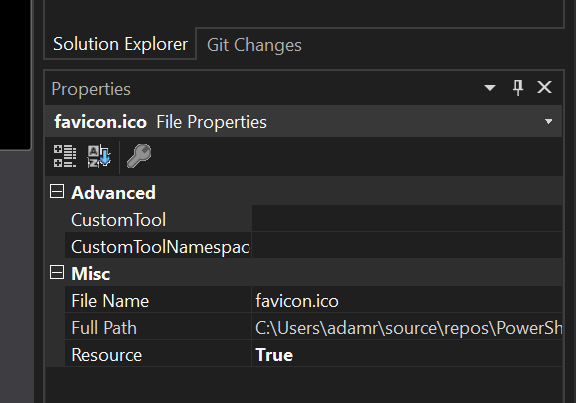 Solution Explorer Git Changes
Properties
favicon.ico File Properties
Advanced
CustomTool
CustomToolNamespac
Misc
File Name favicon.ico
Full Path C:\Users\adamr\source\repos\PowerSh
Resource True